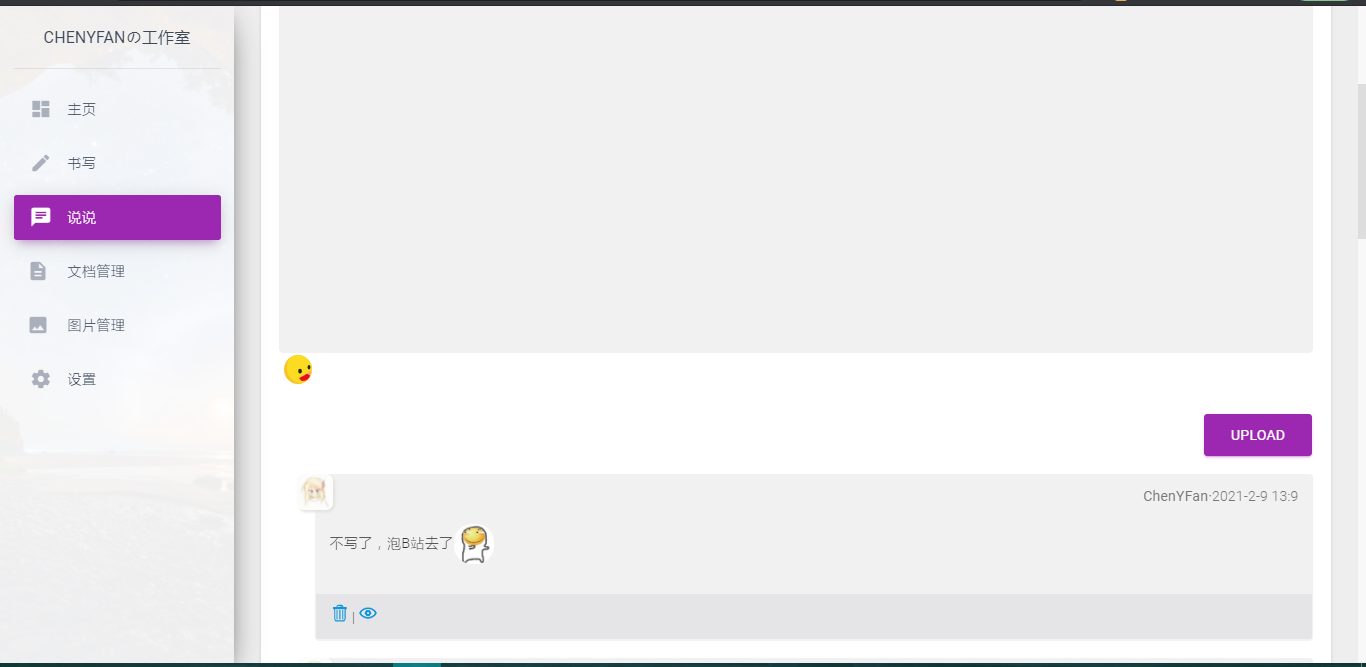 CHENYFANの工作室
主页
书写
说说
文档管理
图片管理
设置
UPLOAD
ChenYFan·2021-2-9 13:9
不写了，泡B站去了
|